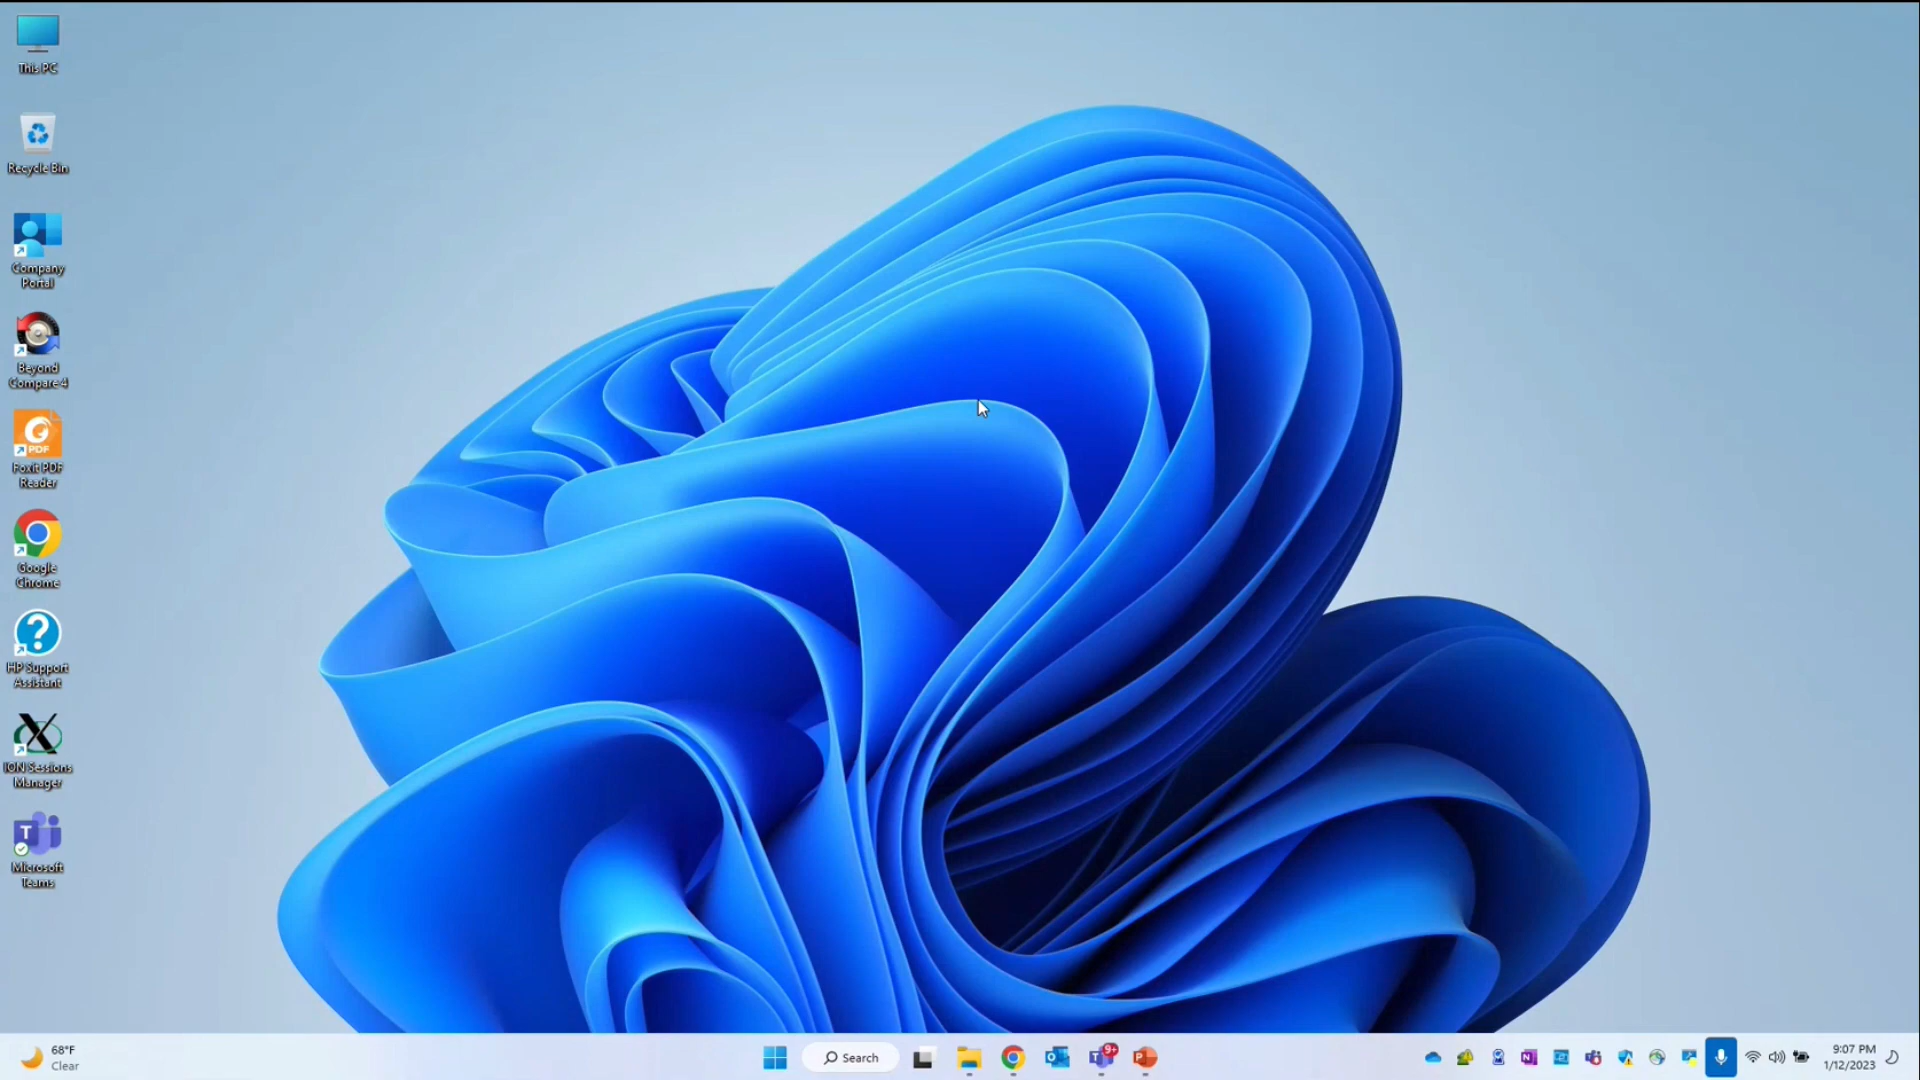 This PC
Recycle Bin
Company
Portal
Beyond
Compare 4
PDF
Foxit PDF
Reader
Google
Chrome
HP Support
Assistant
ION Sessions
Manager
T
Microsoft
Teams
68°F
Clear
Search
9+
9:07 PM
1/12/2023